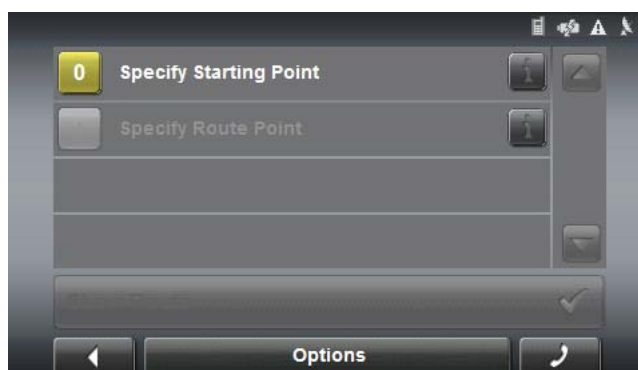 0 Specify Starting Point i
Specify Route Point i
Options